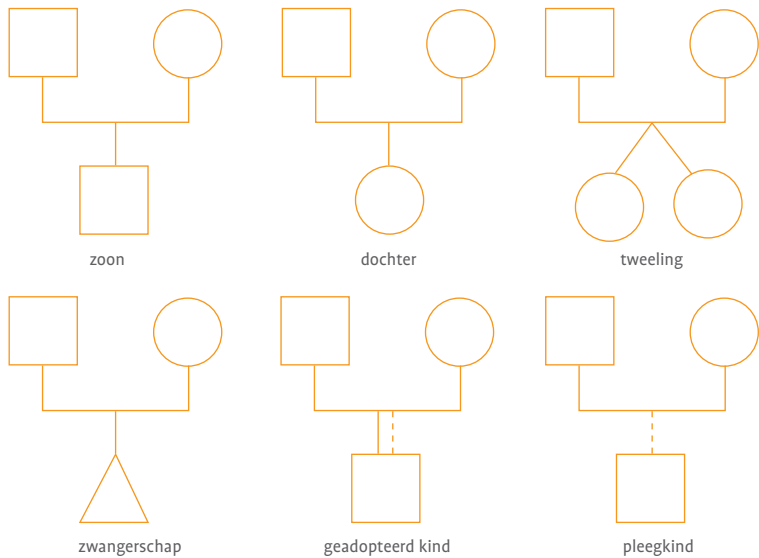 zoon
dochter
tweeling
zwangerschap
geadopteerd kind
pleegkind